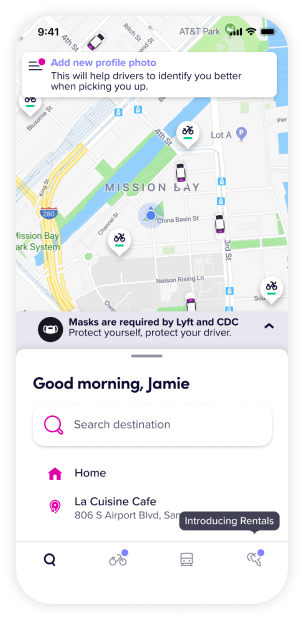 9:41
Ritch St
AT&T Park
4th St
Add new profile photo
This will help drivers to identify you better
when picking you up.
Bluxome St
Lot A
4th St
MISSION BAY
King St
280
China Basin St
Channel St
Mission Bay
ark System
3rd St
Nelson Rising Ln
Masks are required by Lyft and CDC
Protect yourself, protect your driver.
Good morning, Jamie
Search destination
Home
La Cuisine Cafe
806 S Airport Blvd, San
Introducing Rentals